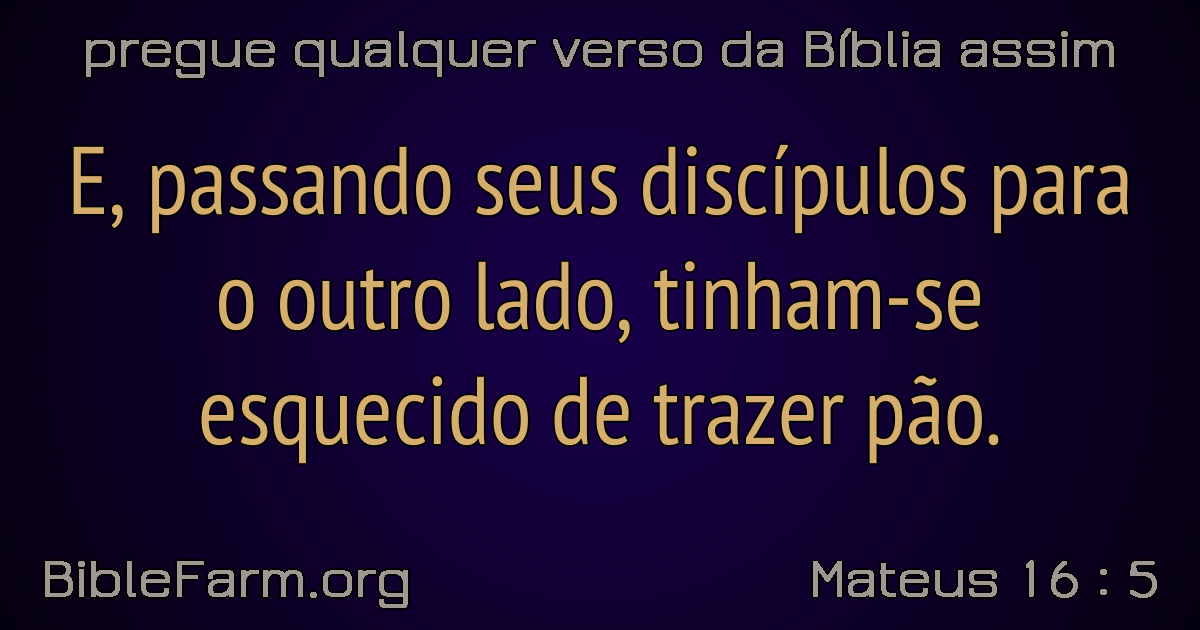 pregue qualquer verso da Bíblia assim
E, passando seus discípulos para
o outro lado, tinham-se
esquecido de trazer pão.
BibleFarm.org
Mateus 16 : 5